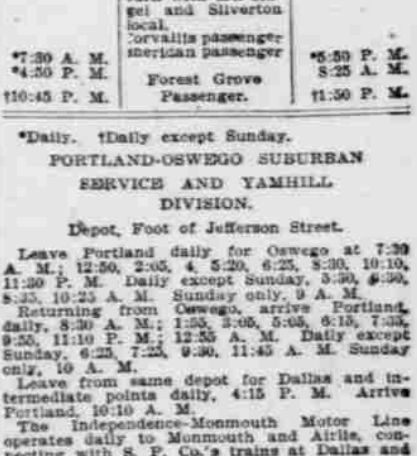 gel and Silverton
local.
Corvallis passenger
*7:30 A. M.
*4:50 P. M.
Sheridan passenger
*5:50 P. M.
8:25 A. M.
†10:45 P. M.
Forest Grove
Passenger.
†1:50 P. M.
*Daily. †Daily except Sunday.
PORTLAND-OSWEGO SUBURBAN
SERVICE AND YAMHILL
DIVISION.
Depot, Foot of Jefferson Street.
Leave Portland daily for Oswego at 7:30
A. M.; 12:50, 2:05, 4, 5:20, 6:25, 8:30, 10:10,
11:30 P. M. Daily except Sunday, 5:30, 6:30,
8:35, 10:25 A. M. Sunday only, 9 A. M.
Returning from Oswego, arrive Portland,
daily, 8:30 A. M.; 1:55, 3:05, 5:05, 6:15, 7:35,
9:55, 11:10 P. M.; 12:55 A. M. Daily except
Sunday, 6:25, 7:25, 9:30, 11:45 A. M. Sunday
only, 10 A. M.
Leave from same depot for Dallas and in-
termediate points daily, 4:15 P. M. Arrive
Portland, 10:10 A. M.
The Independence-Monmouth Motor Line
operates daily to Monmouth and Airlie, con-
necting with S. P. Co.'s trains at Dallas and